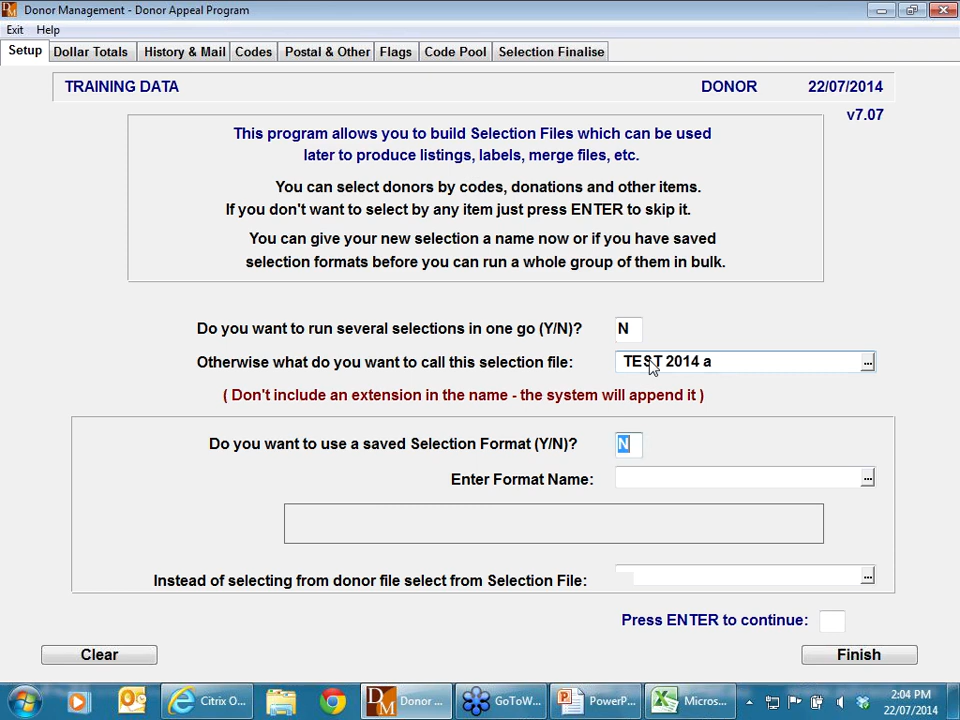 Donor Management - Donor Appeal Program
Exit Help
Setup Dollar Totals History & Mail Codes Postal & Other Flags Code Pool Selection Finalise
TRAINING DATA DONOR 22/07/2014
v7.07
This program allows you to build Selection Files which can be used
later to produce listings, labels, merge files, etc.
You can select donors by codes, donations and other items.
If you don't want to select by any item just press ENTER to skip it.
You can give your new selection a name now or if you have saved
selection formats before you can run a whole group of them in bulk.
Do you want to run several selections in one go (Y/N)? N
Otherwise what do you want to call this selection file: TEST 2014 a ...
( Don't include an extension in the name - the system will append it )
Do you want to use a saved Selection Format (Y/N)? N
Enter Format Name: ...
Instead of selecting from donor file select from Selection File: ...
Press ENTER to continue:
Clear Finish
Citrix O... Donor ... GoToW... PowerP... Micros... 2:04 PM
22/07/2014